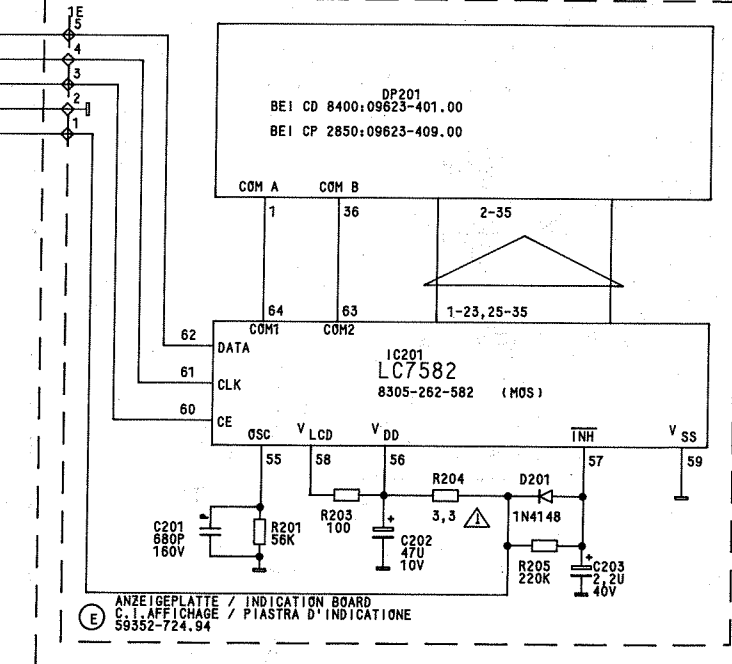 1E
5
4
3
2
1
DP201
BEI CD 8400:09623-401.00
BEI CP 2850:09623-409.00
COM A COM B
1 36 2-35
64 63 1-23,25-35
COM1 COM2
62 DATA
IC201
LC7582
61 CLK
8305-262-582 (MOS)
60 CE
OSC VLCD VDD INH VSS
55 58 56 57 59
R204 D201
R203 100
3,3 ! 1N4148
C201 680P 160V
R201 56K
C202 47U 10V
R205 220K
C203 2,2U 40V
+
+
E
ANZEIGEPLATTE / INDICATION BOARD
C.I.AFFICHAGE / PIASTRA D'INDICATIONE
59352-724.94